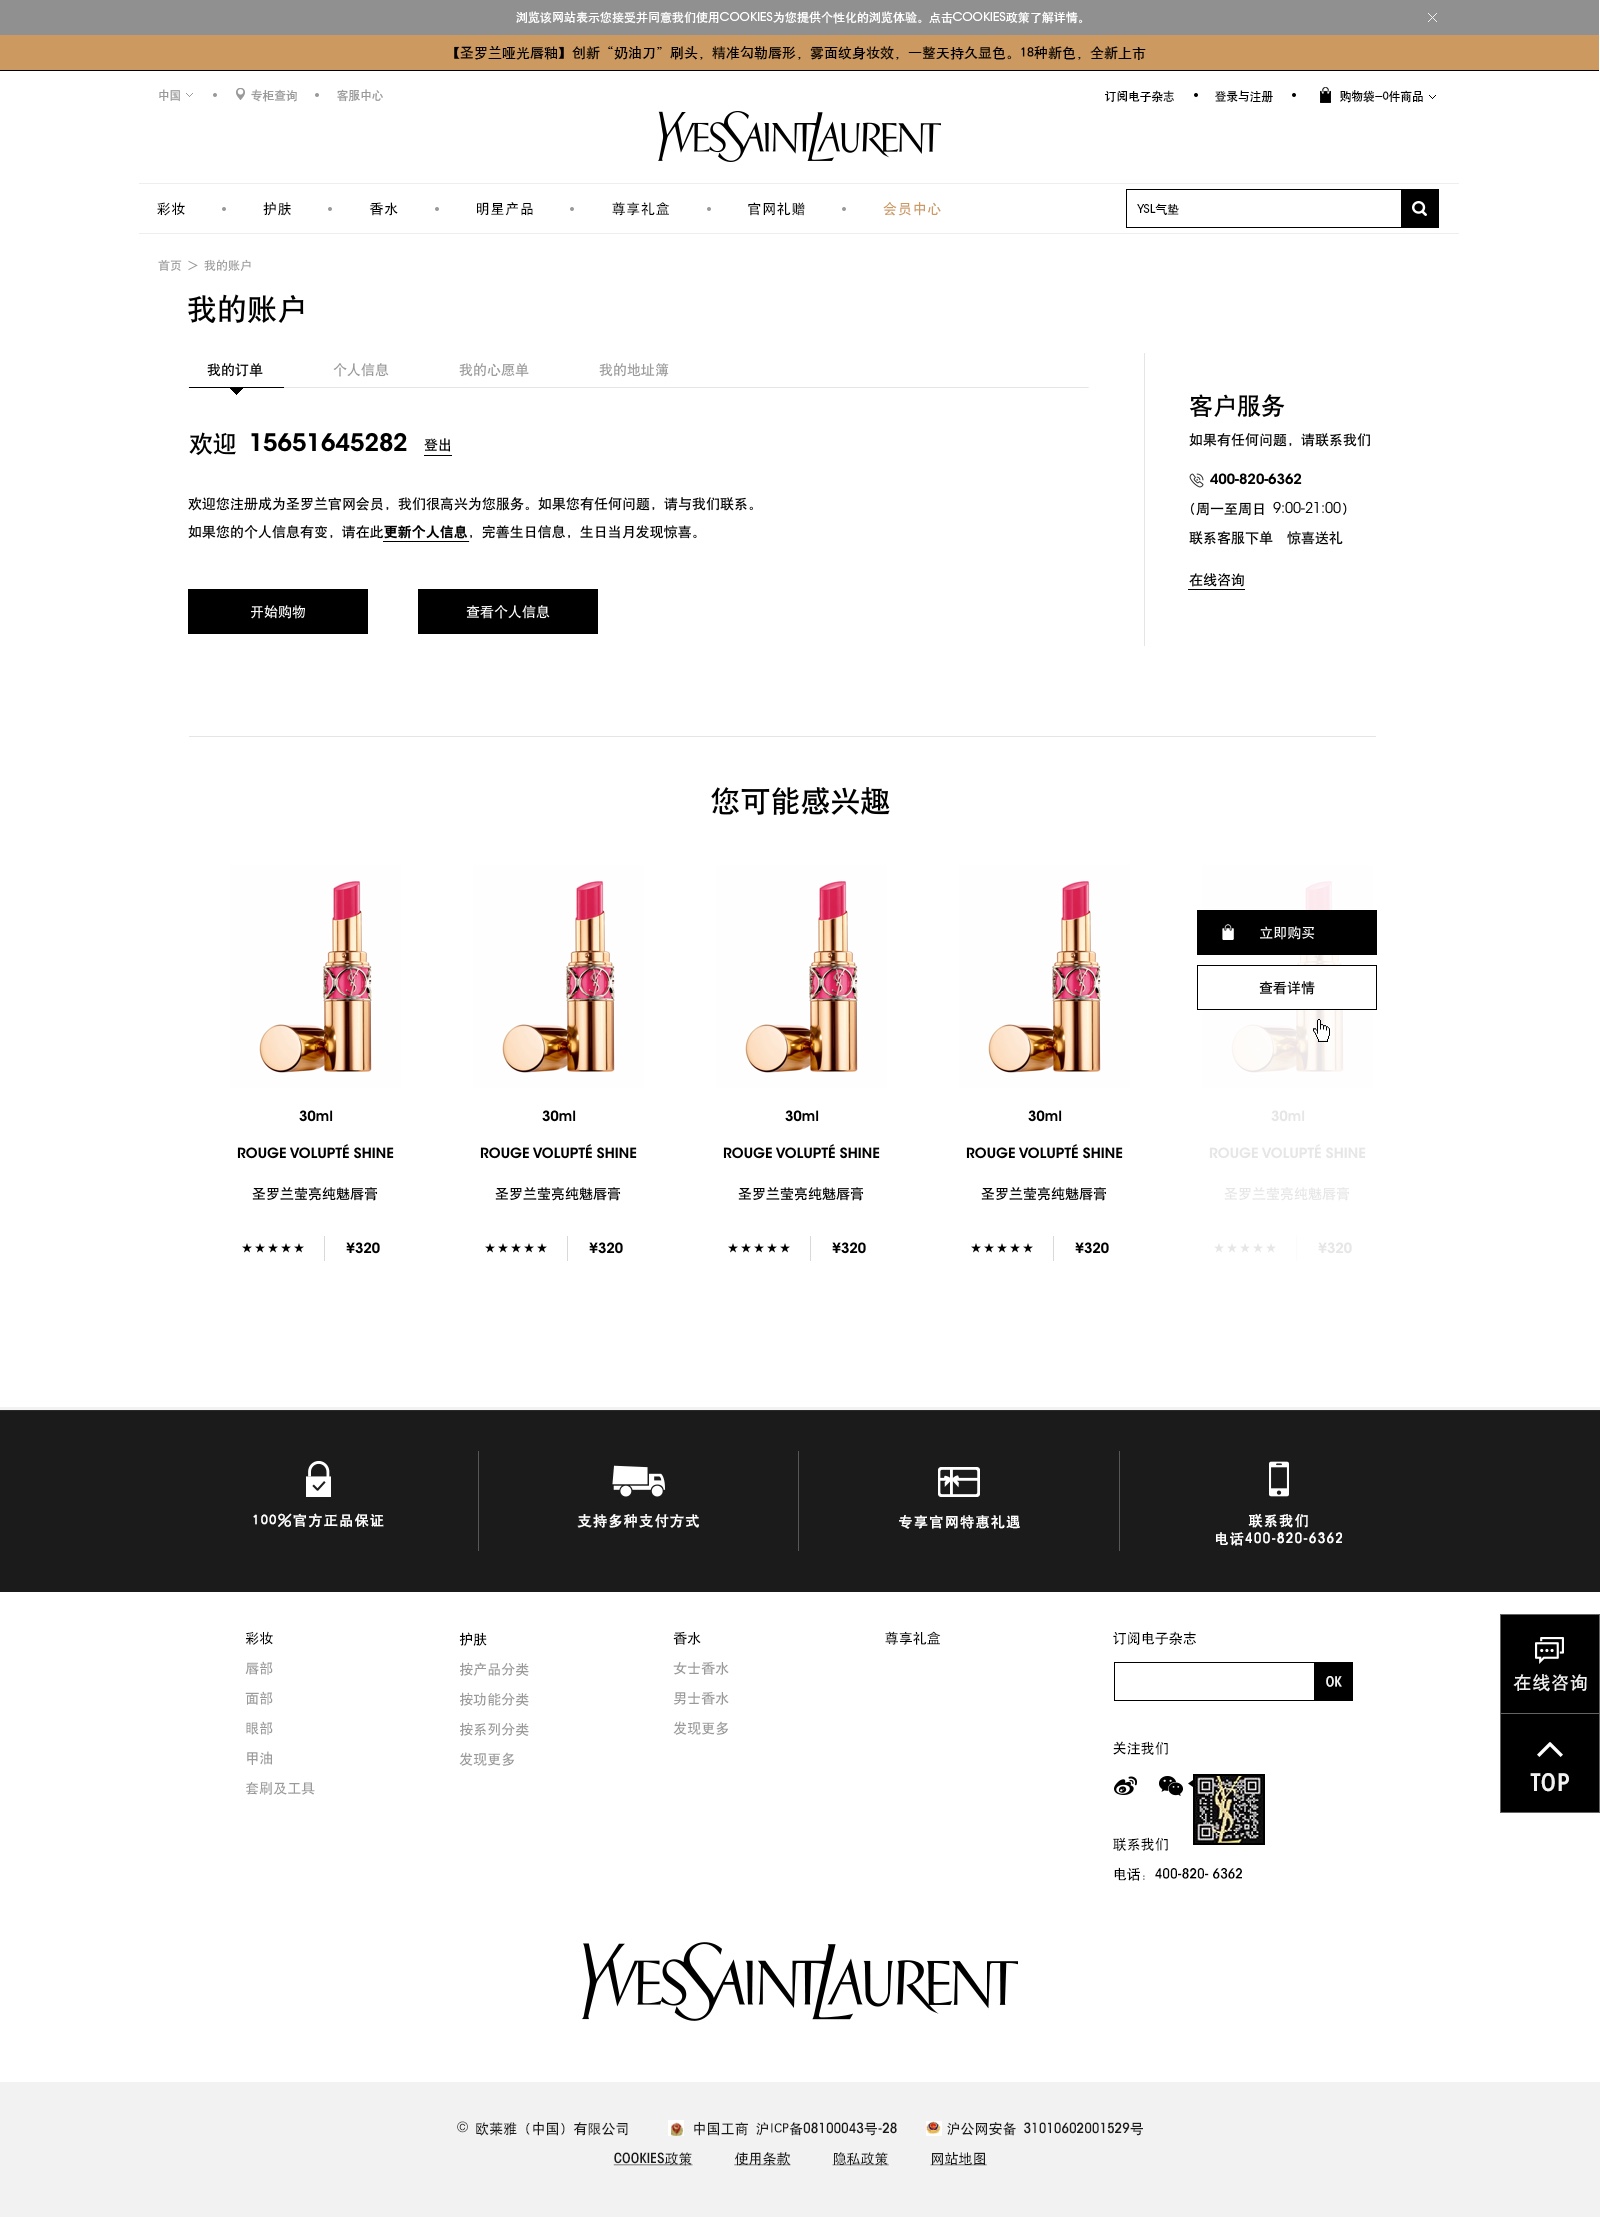 浏览该网站表示您接受并同意我们使用COOKIES为您提供个性化的浏览体验。点击COOKIES政策了解详情。
【圣罗兰哑光唇釉】创新“奶油刀”刷头，精准勾勒唇形，雾面纹身妆效，一整天持久显色。18种新色，全新上市
中国 • 专柜查询 • 客服中心
订阅电子杂志 • 登录与注册 • 购物袋—0件商品
YVESSAINTLAURENT
彩妆 • 护肤 • 香水 • 明星产品 • 尊享礼盒 • 官网礼赠 • 会员中心
YSL气垫
首页 > 我的账户
我的账户
我的订单 个人信息 我的心愿单 我的地址簿
欢迎 15651645282 登出
欢迎您注册成为圣罗兰官网会员，我们很高兴为您服务。如果您有任何问题，请与我们联系。
如果您的个人信息有变，请在此更新个人信息，完善生日信息，生日当月发现惊喜。
开始购物 查看个人信息
客户服务
如果有任何问题，请联系我们
400-820-6362
（周一至周日 9:00-21:00）
联系客服下单 惊喜送礼
在线咨询
您可能感兴趣
立即购买
查看详情
30ml 30ml 30ml 30ml 30ml
ROUGE VOLUPTÉ SHINE ROUGE VOLUPTÉ SHINE ROUGE VOLUPTÉ SHINE ROUGE VOLUPTÉ SHINE ROUGE VOLUPTÉ SHINE
圣罗兰莹亮纯魅唇膏 圣罗兰莹亮纯魅唇膏 圣罗兰莹亮纯魅唇膏 圣罗兰莹亮纯魅唇膏 圣罗兰莹亮纯魅唇膏
★★★★★ ¥320 ★★★★★ ¥320 ★★★★★ ¥320 ★★★★★ ¥320 ★★★★★ ¥320
100%官方正品保证
支持多种支付方式
专享官网特惠礼遇
联系我们
电话400-820-6362
彩妆
唇部
面部
眼部
甲油
套刷及工具
护肤
按产品分类
按功能分类
按系列分类
发现更多
香水
女士香水
男士香水
发现更多
尊享礼盒
订阅电子杂志
OK
关注我们
YSL
联系我们
电话：400-820- 6362
在线咨询
TOP
YVESSAINTLAURENT
© 欧莱雅（中国）有限公司 中国工商 沪ICP备08100043号-28 沪公网安备 31010602001529号
COOKIES政策 使用条款 隐私政策 网站地图